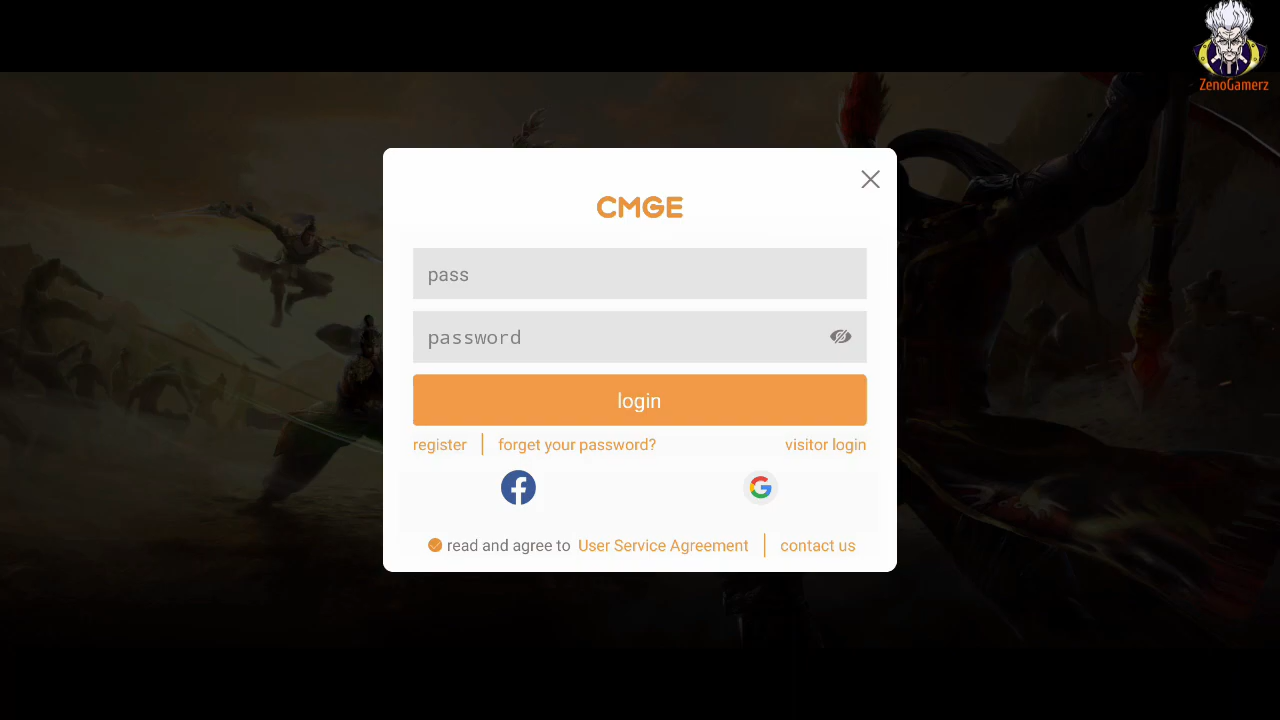 ZenoGamerz
CMGE
pass
password
login
register | forget your password? visitor login
read and agree to User Service Agreement | contact us